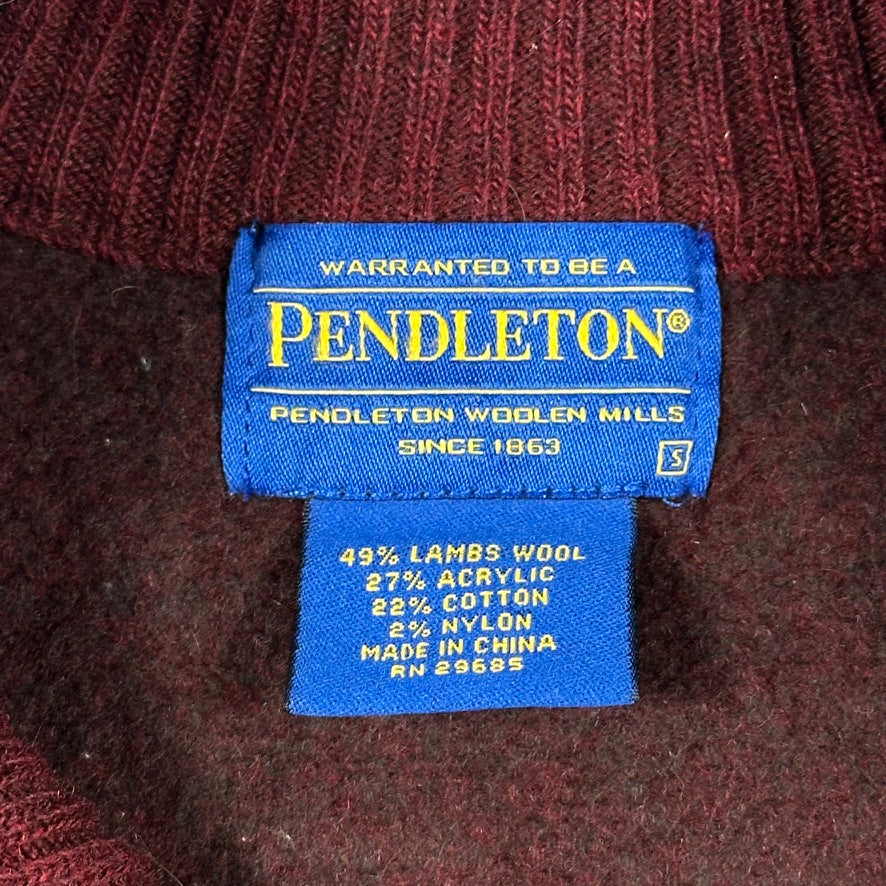 WARRANTED TO BE A
PENDLETON®
PENDLETON WOOLEN MILLS
SINCE 1863
S
49% LAMBS WOOL
27% ACRYLIC
22% COTTON
2% NYLON
MADE IN CHINA
RN 29685